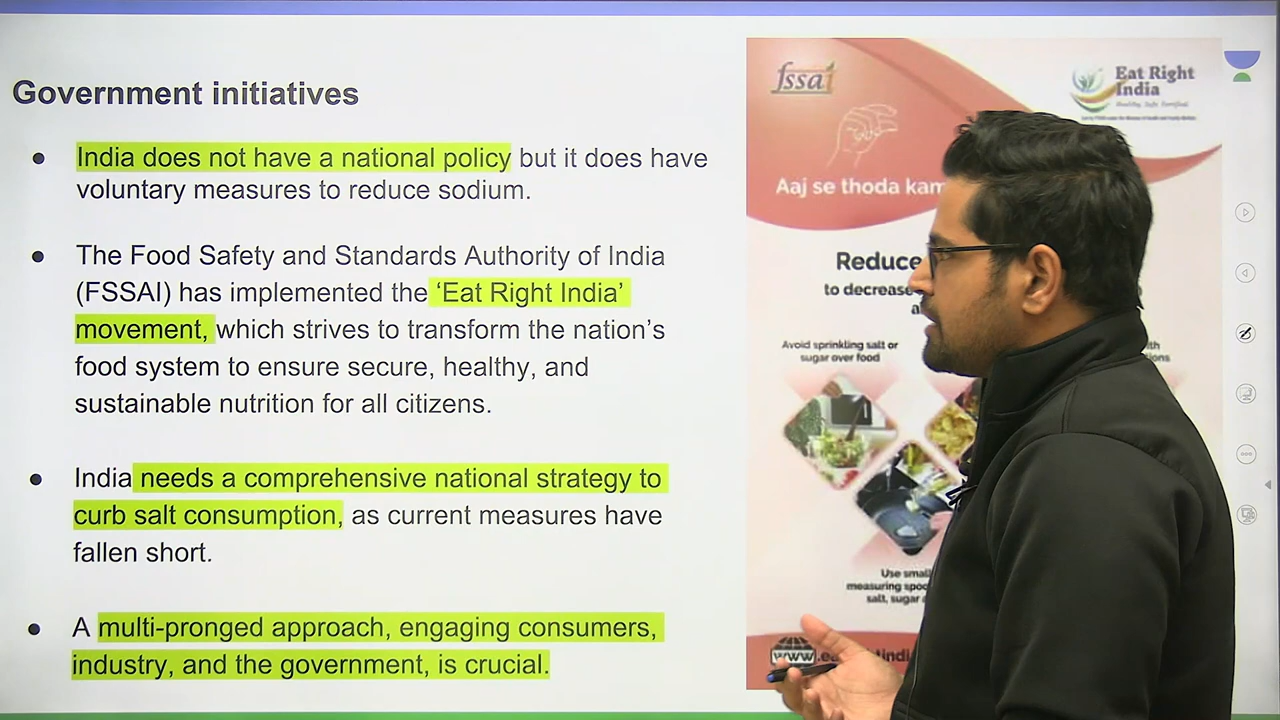 Government initiatives
● India does not have a national policy but it does have
voluntary measures to reduce sodium.
● The Food Safety and Standards Authority of India
(FSSAI) has implemented the ‘Eat Right India’
movement, which strives to transform the nation’s
food system to ensure secure, healthy, and
sustainable nutrition for all citizens.
● India needs a comprehensive national strategy to
curb salt consumption, as current measures have
fallen short.
● A multi-pronged approach, engaging consumers,
industry, and the government, is crucial.
fssai
Eat Right
India
Aaj se thoda kam
Reduce
to decrease
Avoid sprinkling salt or
sugar over food
Use small
measuring
salt, sugar
www.